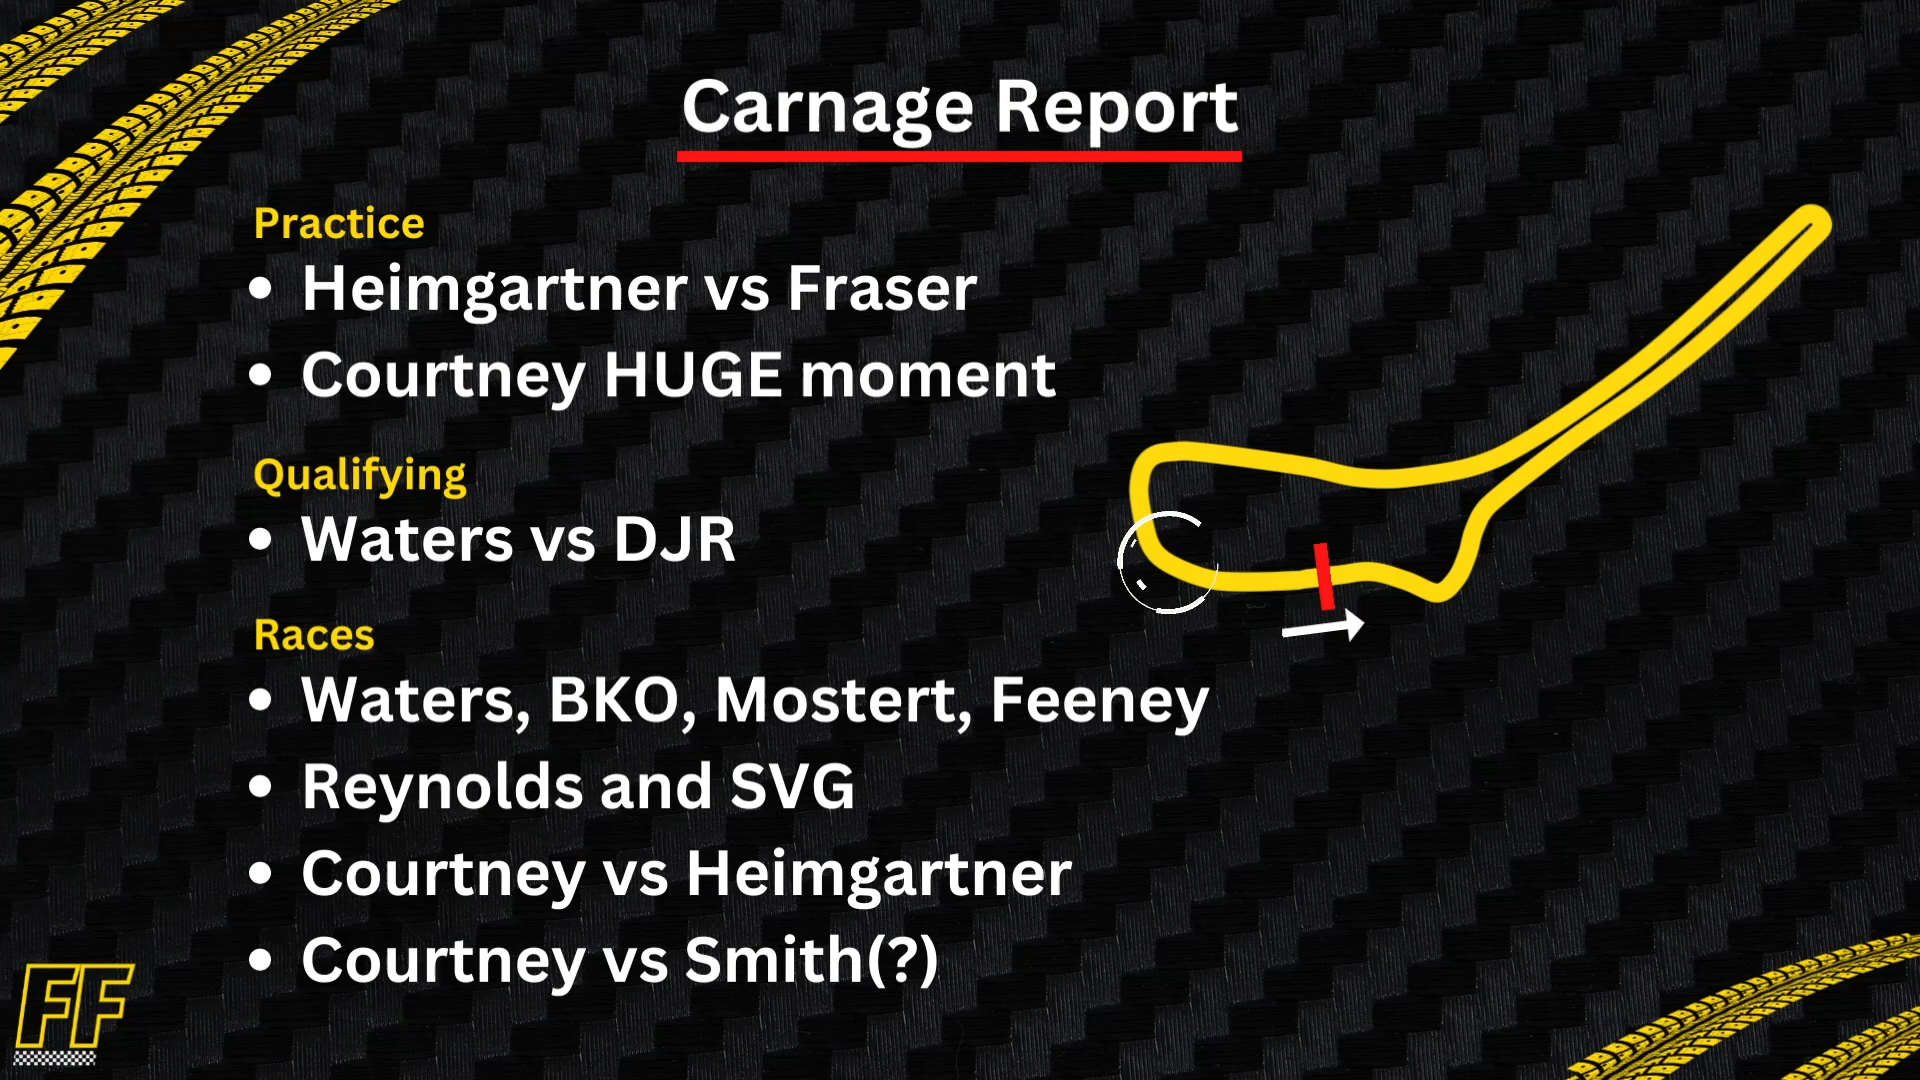 Carnage Report
Practice
• Heimgartner vs Fraser
• Courtney HUGE moment
Qualifying
• Waters vs DJR
Races
• Waters, BKO, Mostert, Feeney
• Reynolds and SVG
• Courtney vs Heimgartner
• Courtney vs Smith(?)
FF